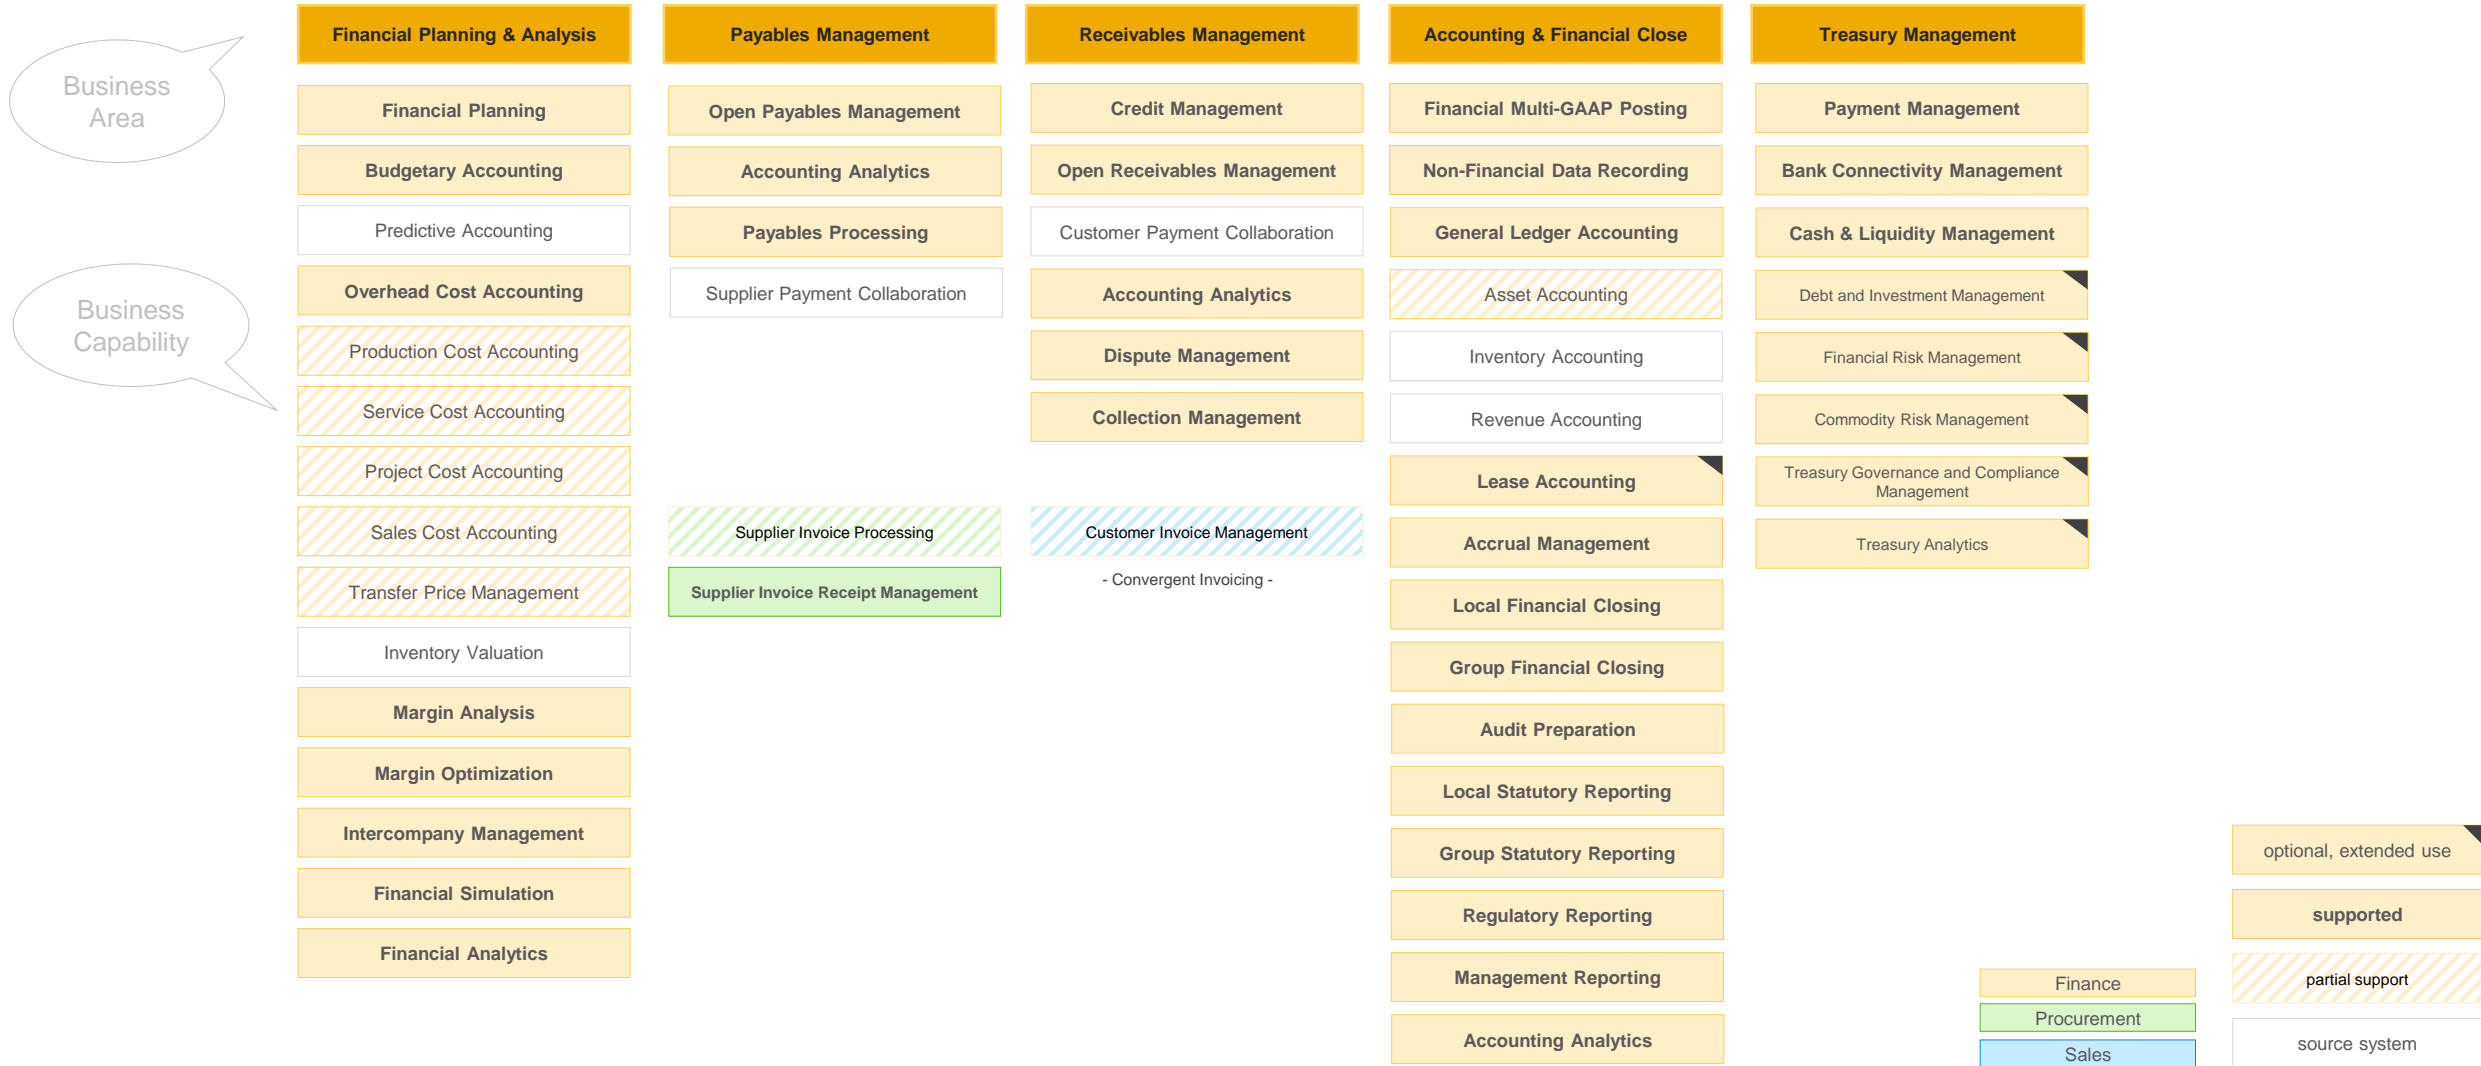 Business
Area
Business
Capability
Financial Planning & Analysis
Financial Planning
Budgetary Accounting
Predictive Accounting
Overhead Cost Accounting
Production Cost Accounting
Service Cost Accounting
Project Cost Accounting
Sales Cost Accounting
Transfer Price Management
Inventory Valuation
Margin Analysis
Margin Optimization
Intercompany Management
Financial Simulation
Financial Analytics
Payables Management
Open Payables Management
Accounting Analytics
Payables Processing
Supplier Payment Collaboration
Supplier Invoice Processing
Supplier Invoice Receipt Management
Receivables Management
Credit Management
Open Receivables Management
Customer Payment Collaboration
Accounting Analytics
Dispute Management
Collection Management
Customer Invoice Management
- Convergent Invoicing -
Accounting & Financial Close
Financial Multi-GAAP Posting
Non-Financial Data Recording
General Ledger Accounting
Asset Accounting
Inventory Accounting
Revenue Accounting
Lease Accounting
Accrual Management
Local Financial Closing
Group Financial Closing
Audit Preparation
Local Statutory Reporting
Group Statutory Reporting
Regulatory Reporting
Management Reporting
Accounting Analytics
Treasury Management
Payment Management
Bank Connectivity Management
Cash & Liquidity Management
Debt and Investment Management
Financial Risk Management
Commodity Risk Management
Treasury Governance and Compliance
Management
Treasury Analytics
Finance
Procurement
Sales
optional, extended use
supported
partial support
source system